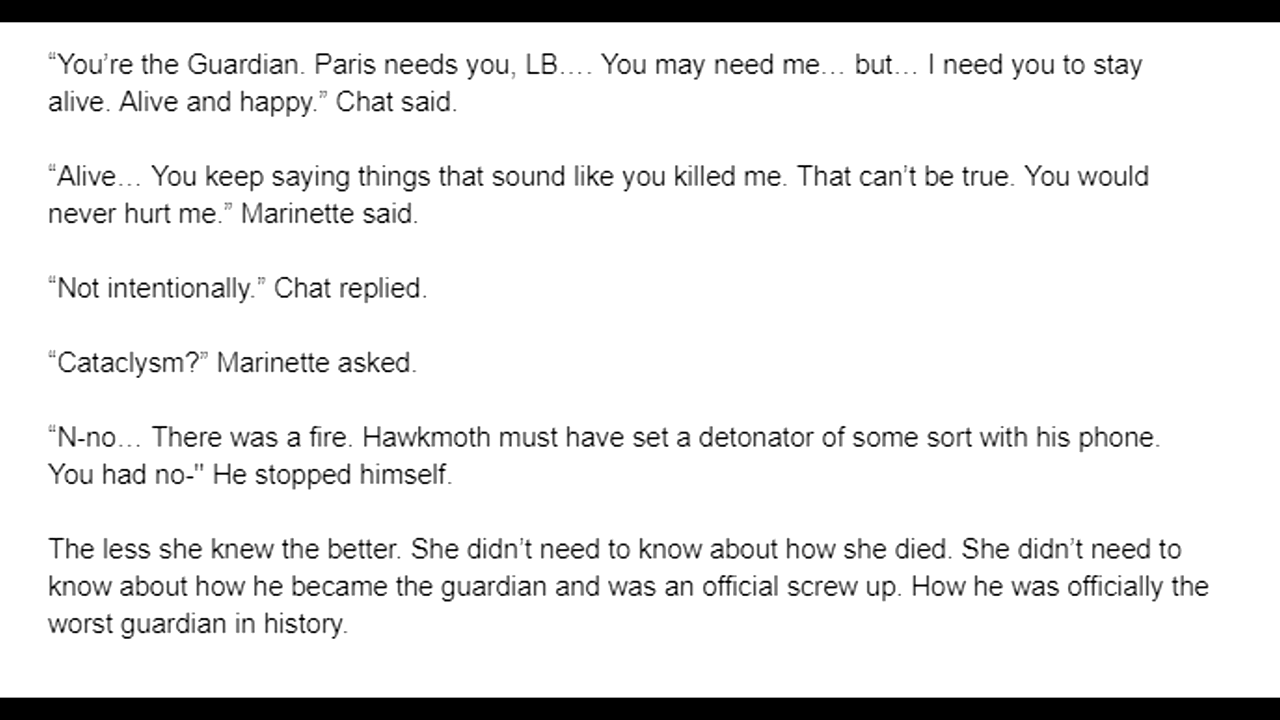 “You’re the Guardian. Paris needs you, LB.... You may need me... but... I need you to stay
alive. Alive and happy.” Chat said.
“Alive... You keep saying things that sound like you killed me. That can’t be true. You would
never hurt me.” Marinette said.
“Not intentionally.” Chat replied.
“Cataclysm?” Marinette asked.
“N-no... There was a fire. Hawkmoth must have set a detonator of some sort with his phone.
You had no-" He stopped himself.
The less she knew the better. She didn’t need to know about how she died. She didn’t need to
know about how he became the guardian and was an official screw up. How he was officially the
worst guardian in history.